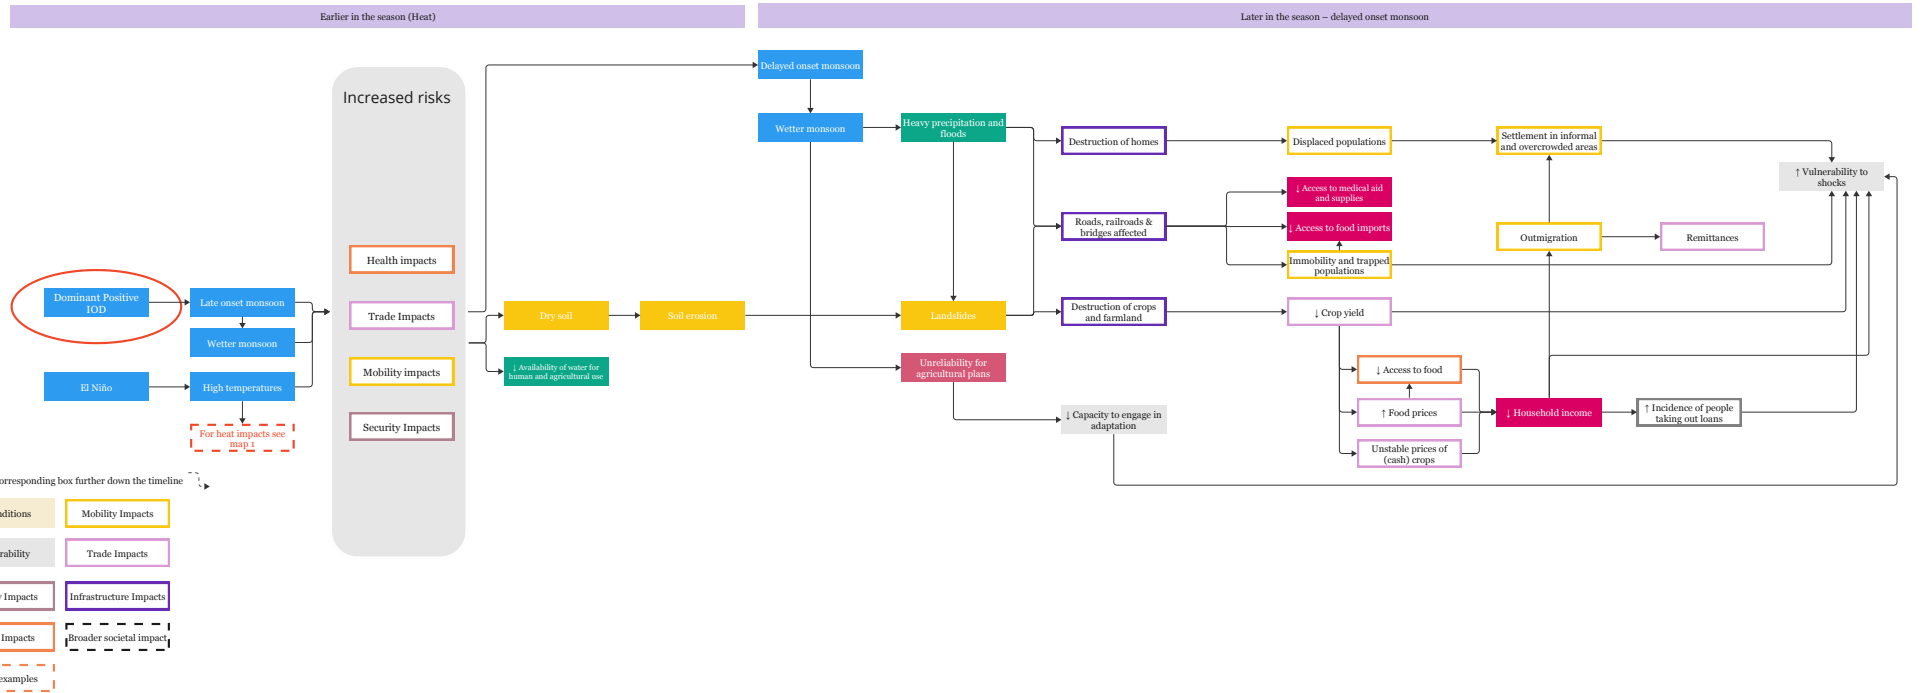 Earlier in the season (Heat)
Later in the season – delayed onset monsoon
Increased risks
Health impacts
Trade Impacts
Mobility impacts
Security Impacts
Dominant Positive
IOD
Late onset monsoon
Wetter monsoon
El Niño
High temperatures
For heat impacts see
map 1
Dry soil
Soil erosion
↓ Availability of water for
human and agricultural use
Delayed onset monsoon
Wetter monsoon
Heavy precipitation and
floods
Landslides
Unreliability for
agricultural plans
↓ Capacity to engage in
adaptation
Destruction of homes
Roads, railroads &
bridges affected
Destruction of crops
and farmland
Displaced populations
↓ Access to medical aid
and supplies
↓ Access to food imports
Immobility and trapped
populations
↓ Crop yield
↓ Access to food
↑ Food prices
Unstable prices of
(cash) crops
Settlement in informal
and overcrowded areas
Outmigration
Remittances
↓ Household income
↑ Incidence of people
taking out loans
↑ Vulnerability to
shocks
orresponding box further down the timeline
ditions
Mobility Impacts
rability
Trade Impacts
Impacts
Infrastructure Impacts
Impacts
Broader societal impact
examples